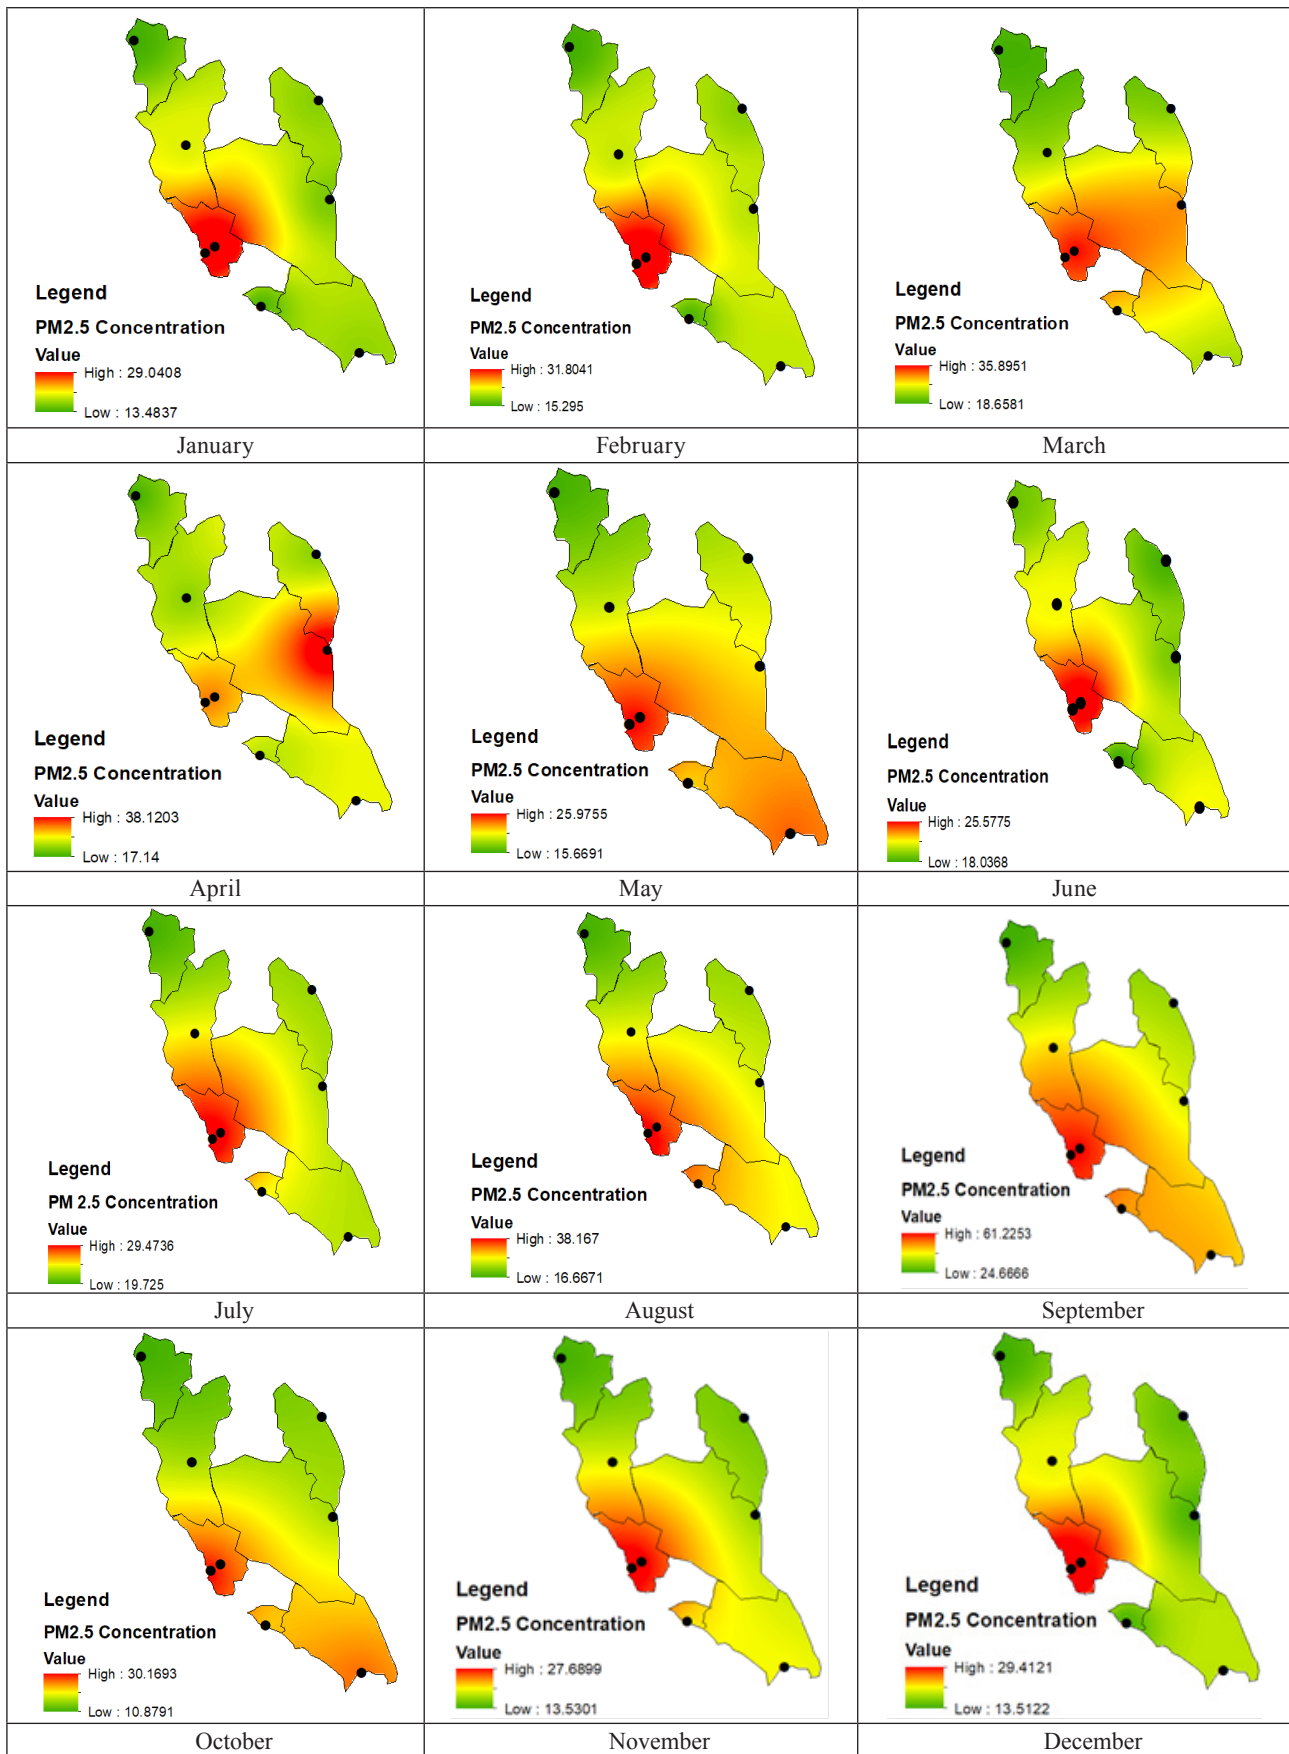 Legend
PM2.5 Concentration
Value
High : 29.0408
Low : 13.4837
January
Legend
PM2.5 Concentration
Value
High : 31.8041
Low : 15.295
February
Legend
PM2.5 Concentration
Value
High : 35.8951
Low : 18.6581
March
Legend
PM2.5 Concentration
Value
High : 38.1203
Low : 17.14
April
Legend
PM2.5 Concentration
Value
High : 25.9755
Low : 15.6691
May
Legend
PM2.5 Concentration
Value
High : 25.5775
Low : 18.0368
June
Legend
PM 2.5 Concentration
Value
High : 29.4736
Low : 19.725
July
Legend
PM2.5 Concentration
Value
High : 38.167
Low : 16.6671
August
Legend
PM2.5 Concentration
Value
High : 61.2253
Low : 24.6666
September
Legend
PM2.5 Concentration
Value
High : 30.1693
Low : 10.8791
October
Legend
PM2.5 Concentration
Value
High : 27.6899
Low : 13.5301
November
Legend
PM2.5 Concentration
Value
High : 29.4121
Low : 13.5122
December